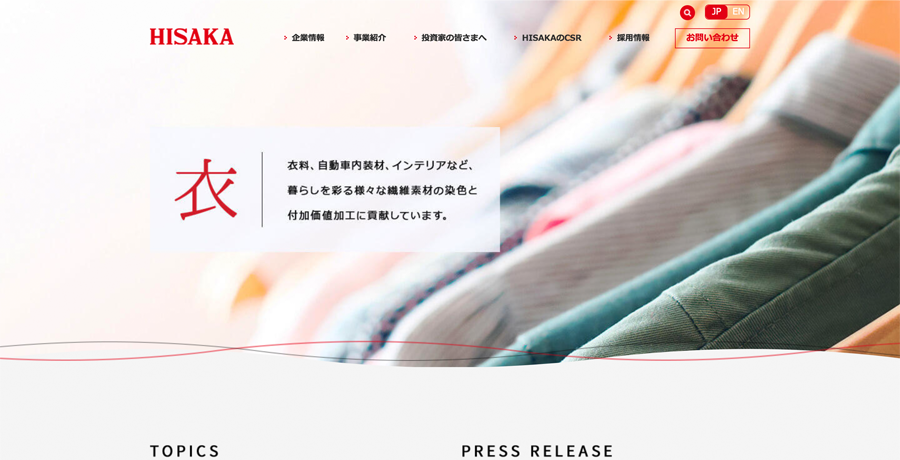 JP EN
HISAKA
企業情報
事業紹介
投資家の皆さまへ
HISAKAのCSR
採用情報
お問い合わせ
衣
衣料、自動車内装材、インテリアなど、
暮らしを彩る様々な繊維素材の染色と
付加価値加工に貢献しています。
TOPICS
PRESS RELEASE